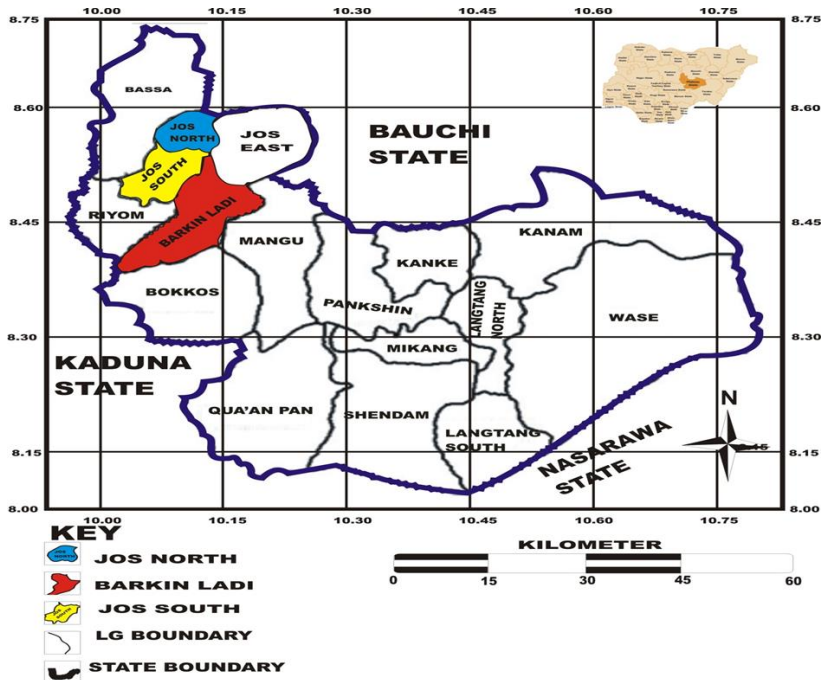 10.00 10.15 10.30 10.45 10.60 10.75
8.75 8.75
BASSA
8.60 8.60
JOS
NORTH
JOS
EAST
BAUCHI
STATE
JOS
SOUTH
RIYOM
BARKIN LADI
8.45 8.45
MANGU
KANAM
KANKE
BOKKOS
PANKSHIN
LANGTANG
NORTH
WASE
8.30 8.30
MIKANG
KADUNA
STATE
N
QUA'AN PAN
SHENDAM
LANGTANG
SOUTH
NASARAWA
STATE
8.15 8.15
8.00 8.00
10.00 10.15 10.30 10.45 10.60 10.75
KEY
JOS NORTH
JOS
NORTH
BARKIN LADI
JOS SOUTH
JOS
SOUTH
LG BOUNDARY
STATE BOUNDARY
KILOMETER
0 15 30 45 60